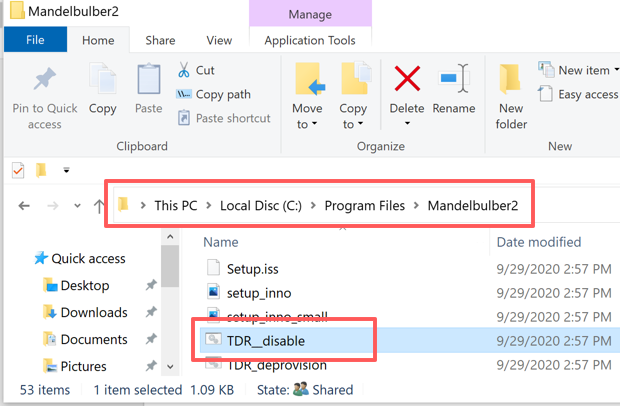 Mandelbulber2
Manage
File Home Share View Application Tools
Pin to Quick access
Copy
Paste
Cut
Copy path
Paste shortcut
Clipboard
Move to
Copy to
Delete
Rename
Organize
New folder
New item
Easy access
New
This PC > Local Disc (C:) > Program Files > Mandelbulber2
Quick access
Desktop
Downloads
Documents
Pictures
Name Date modified
Setup.iss 9/29/2020 2:57 PM
setup_inno 9/29/2020 2:57 PM
setup_inno_small 9/29/2020 2:57 PM
TDR__disable 9/29/2020 2:57 PM
TDR_deprovision 9/29/2020 2:57 PM
53 items 1 item selected 1.09 KB State: Shared